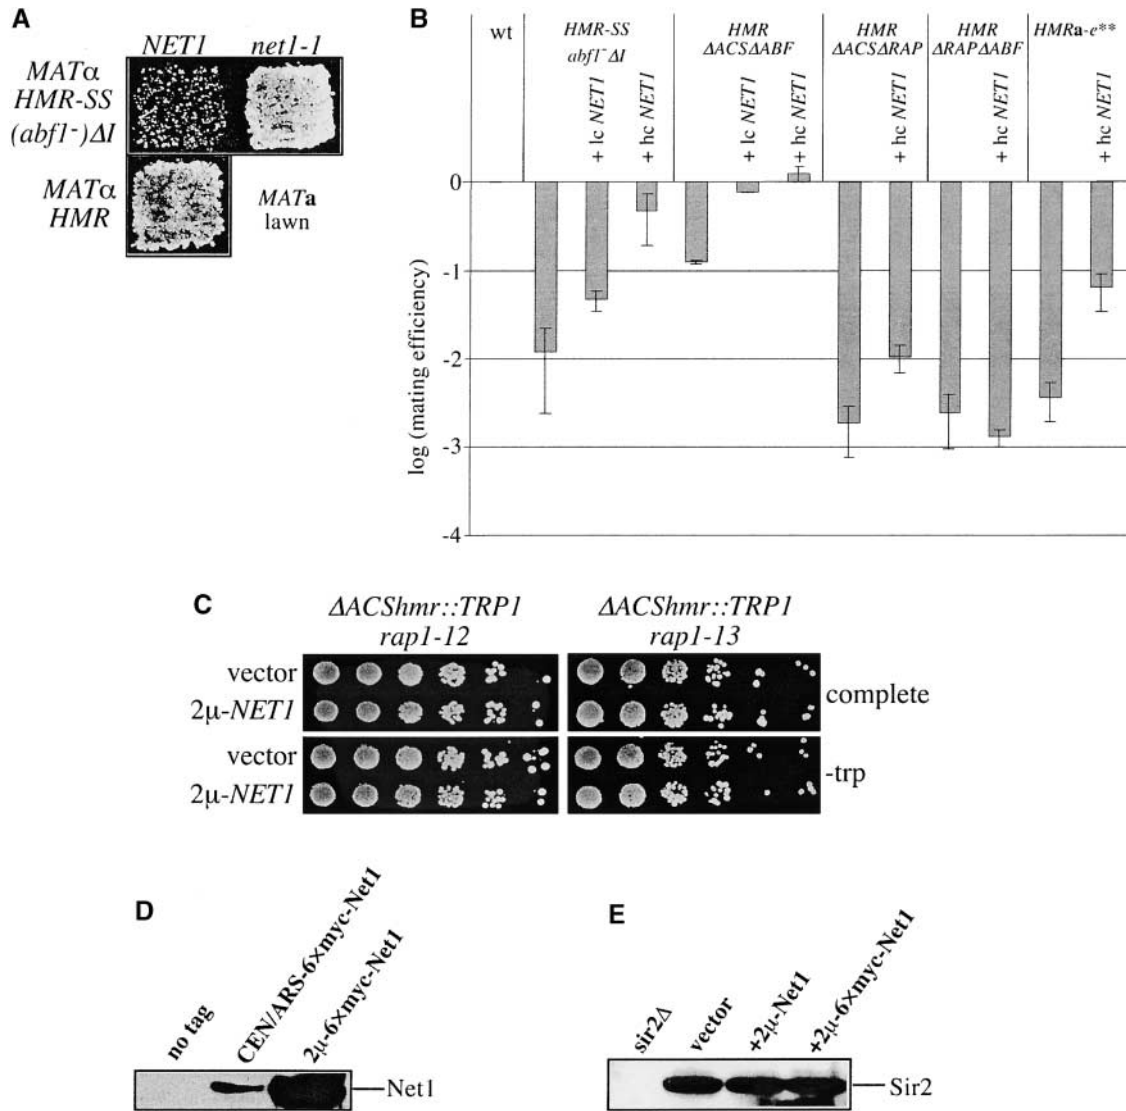 A
NET1 net1-1
MATα
HMR-SS
(abf1-)ΔI
MATα
HMR
MATa
lawn
B
wt
HMR-SS
abf1- ΔI
+ lc NET1
+ hc NET1
HMR
ΔACSΔABF
+ lc NET1
+ hc NET1
HMR
ΔACSΔRAP
+ hc NET1
HMR
ΔRAPΔABF
+ hc NET1
HMRa-e**
+ hc NET1
log (mating efficiency)
0
-1
-2
-3
-4
C
ΔACShmr::TRP1
rap1-12
ΔACShmr::TRP1
rap1-13
vector
2μ-NET1
complete
vector
2μ-NET1
-trp
D
no tag
CEN/ARS-6×myc-Net1
2μ-6×myc-Net1
Net1
E
sir2Δ
vector
+2μ-Net1
+2μ-6×myc-Net1
Sir2